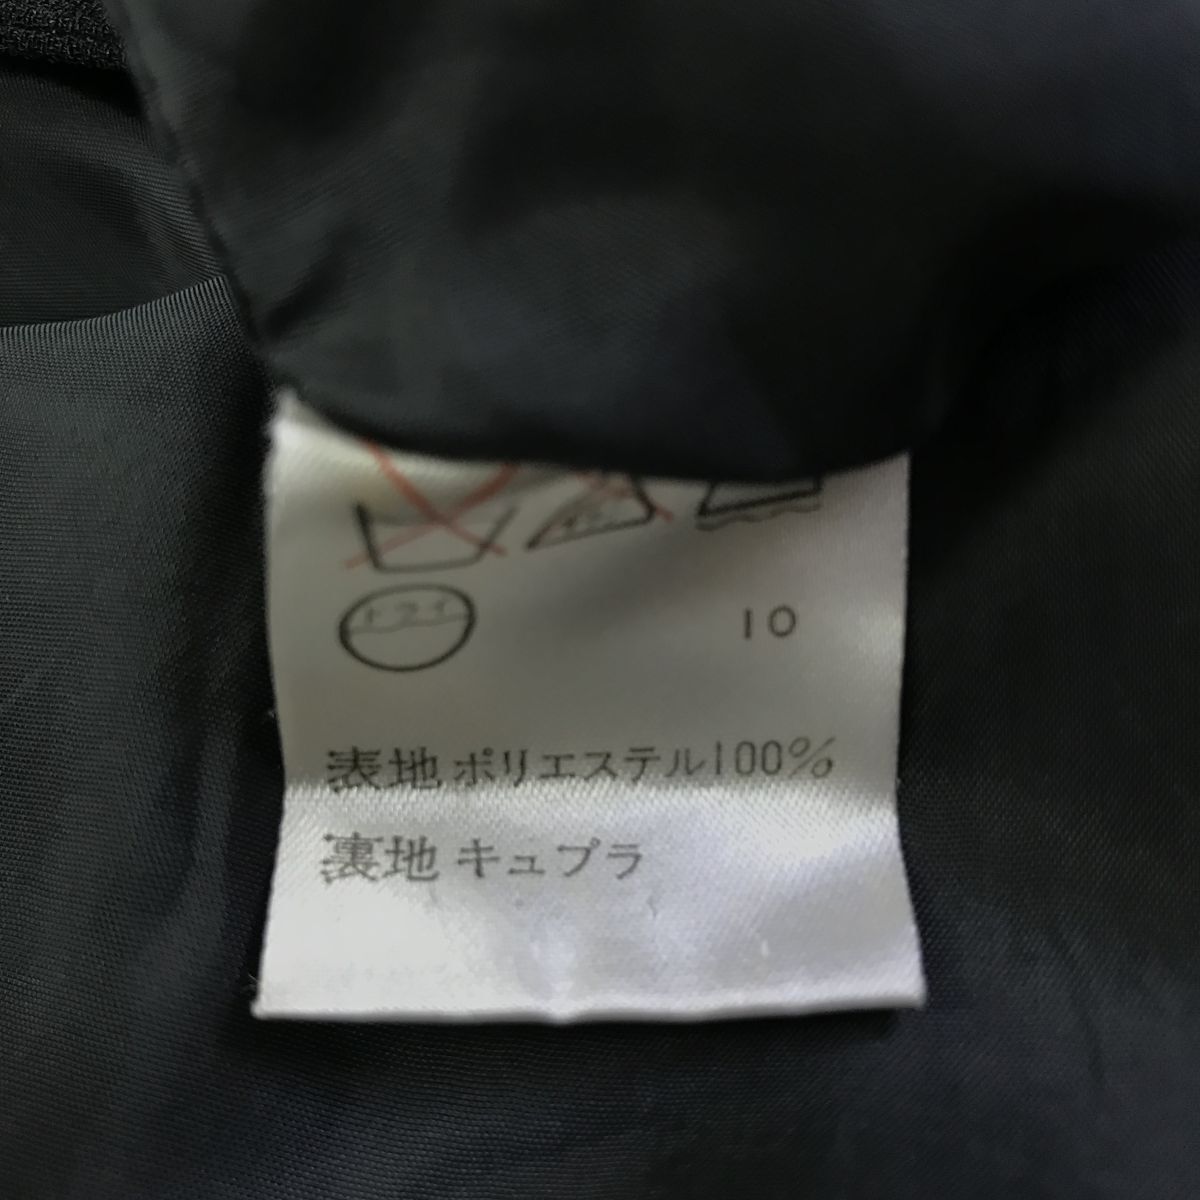 ドライ
10
表地 ポリエステル100%
裏地 キュプラ